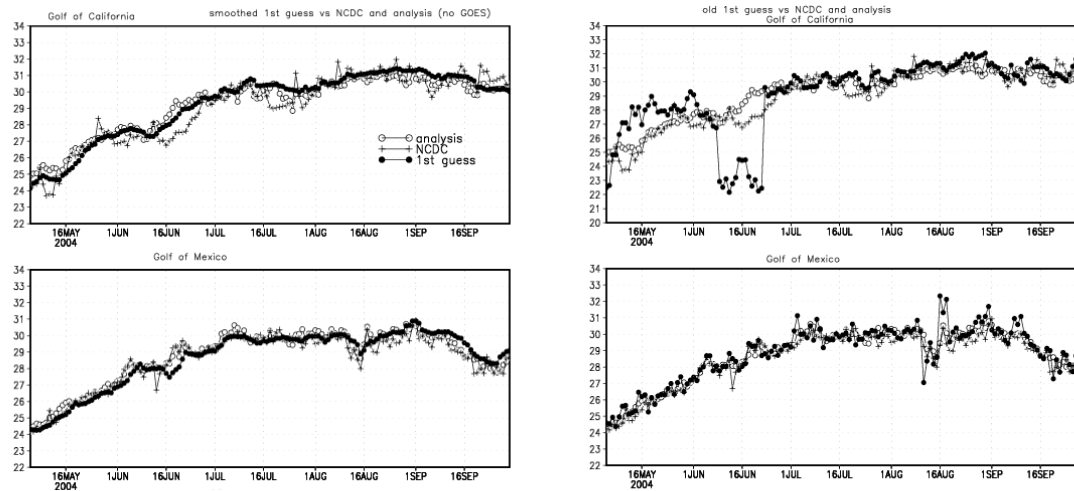 Golf of California
smoothed 1st guess vs NCDC and analysis (no GOES)
34
33
32
31
30
29
28
27
26
25
24
23
22
analysis
NCDC
1st guess
16MAY
2004
1JUN
16JUN
1JUL
16JUL
1AUG
16AUG
1SEP
16SEP
old 1st guess vs NCDC and analysis
Golf of California
34
33
32
31
30
29
28
27
26
25
24
23
22
21
20
16MAY
2004
1JUN
16JUN
1JUL
16JUL
1AUG
16AUG
1SEP
16SEP
Golf of Mexico
34
33
32
31
30
29
28
27
26
25
24
23
22
16MAY
2004
1JUN
16JUN
1JUL
16JUL
1AUG
16AUG
1SEP
16SEP
Golf of Mexico
34
33
32
31
30
29
28
27
26
25
24
23
22
16MAY
2004
1JUN
16JUN
1JUL
16JUL
1AUG
16AUG
1SEP
16SEP